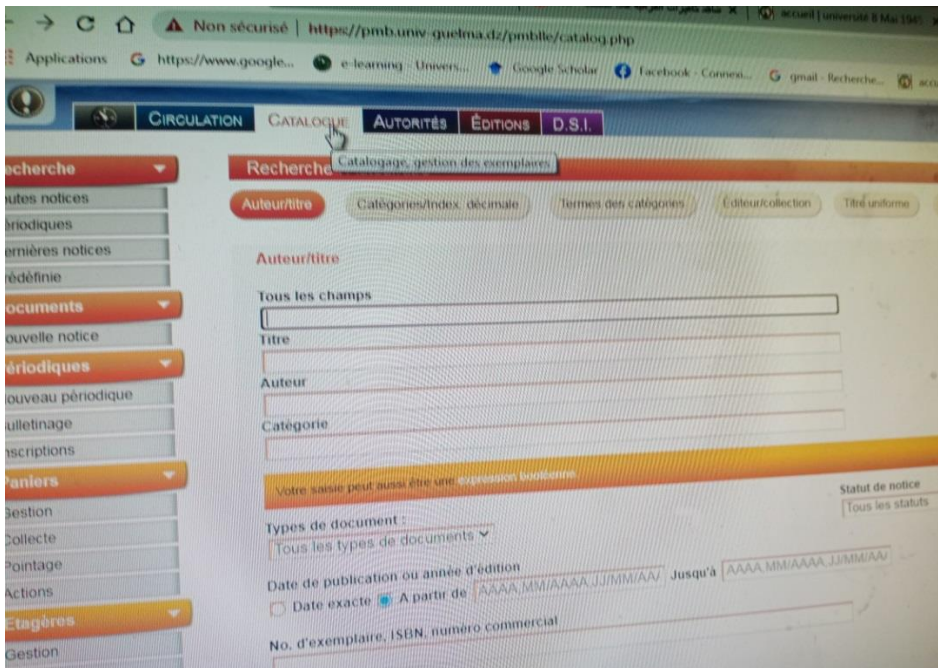 accueil | université 8 Mai 1945
Non sécurisé | https://pmb.univ-guelma.dz/pmblle/catalog.php
Applications G https://www.google... e-learning - Univers... Google Scholar Facebook - Connexi... gmail - Recherche... accu
CIRCULATION CATALOGUE AUTORITÉS ÉDITIONS D.S.I.
Catalogage, gestion des exemplaires
echerche
Recherche
Auteur/titre Catégories/Index. décimale Termes des catégories Editeur/collection Titre uniforme
outes notices
ériodiques
ernières notices
rédéfinie
Auteur/titre
Tous les champs
Titre
Auteur
Catégorie
ocuments
ouvelle notice
ériodiques
ouveau périodique
ulletinage
nscriptions
Paniers
Gestion
Collecte
Pointage
Actions
Etagères
Gestion
Votre saisie peut aussi être une expression booléenne
Types de document :
Tous les types de documents
Statut de notice
Tous les statuts
Date de publication ou année d'édition
Date exacte A partir de AAAA,MM/AAAA,JJ/MM/AA/ Jusqu'à AAAA,MM/AAAA,JJ/MM/AA/
No. d'exemplaire, ISBN, numéro commercial